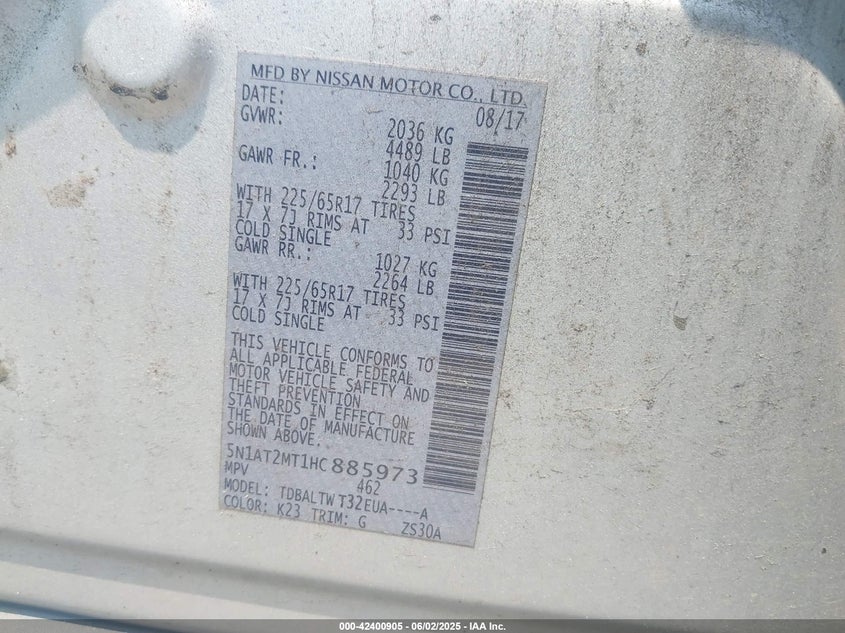 MFD BY NISSAN MOTOR CO., LTD.
DATE: 08/17
GVWR: 2036 KG
4489 LB
GAWR FR.: 1040 KG
2293 LB
WITH 225/65R17 TIRES
17 X 7J RIMS AT 33 PSI
COLD SINGLE
GAWR RR.: 1027 KG
2264 LB
WITH 225/65R17 TIRES
17 X 7J RIMS AT 33 PSI
COLD SINGLE
THIS VEHICLE CONFORMS TO
ALL APPLICABLE FEDERAL
MOTOR VEHICLE SAFETY AND
THEFT PREVENTION
STANDARDS IN EFFECT ON
THE DATE OF MANUFACTURE
SHOWN ABOVE.
5N1AT2MT1HC885973
MPV 462
MODEL: TDBALTW T32EUA----A
COLOR: K23 TRIM: G ZS30A
000-42400905 - 06/02/2025 - IAA Inc.